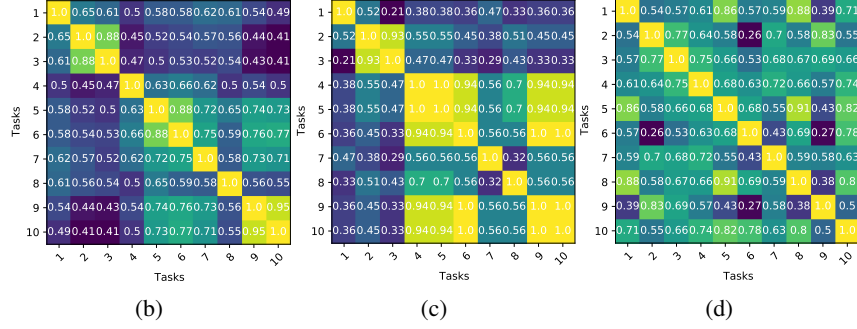 Tasks
1 1.0 0.65 0.61 0.5 0.58 0.58 0.62 0.61 0.54 0.49
2 0.65 1.0 0.88 0.45 0.52 0.54 0.57 0.56 0.44 0.41
3 0.61 0.88 1.0 0.47 0.5 0.53 0.52 0.54 0.43 0.41
4 0.5 0.45 0.47 1.0 0.63 0.66 0.62 0.5 0.54 0.5
5 0.58 0.52 0.5 0.63 1.0 0.88 0.72 0.65 0.74 0.73
6 0.58 0.54 0.53 0.66 0.88 1.0 0.75 0.59 0.76 0.77
7 0.62 0.57 0.52 0.62 0.72 0.75 1.0 0.58 0.73 0.71
8 0.61 0.56 0.54 0.5 0.65 0.59 0.58 1.0 0.56 0.55
9 0.54 0.44 0.43 0.54 0.74 0.76 0.73 0.56 1.0 0.95
10 0.49 0.41 0.41 0.5 0.73 0.77 0.71 0.55 0.95 1.0
1 2 3 4 5 6 7 8 9 10
Tasks
(b)
Tasks
1 1.0 0.52 0.21 0.38 0.38 0.36 0.47 0.33 0.36 0.36
2 0.52 1.0 0.93 0.55 0.55 0.45 0.38 0.51 0.45 0.45
3 0.21 0.93 1.0 0.47 0.47 0.33 0.29 0.43 0.33 0.33
4 0.38 0.55 0.47 1.0 1.0 0.94 0.56 0.7 0.94 0.94
5 0.38 0.55 0.47 1.0 1.0 0.94 0.56 0.7 0.94 0.94
6 0.36 0.45 0.33 0.94 0.94 1.0 0.56 0.56 1.0 1.0
7 0.47 0.38 0.29 0.56 0.56 0.56 1.0 0.32 0.56 0.56
8 0.33 0.51 0.43 0.7 0.7 0.56 0.32 1.0 0.56 0.56
9 0.36 0.45 0.33 0.94 0.94 1.0 0.56 0.56 1.0 1.0
10 0.36 0.45 0.33 0.94 0.94 1.0 0.56 0.56 1.0 1.0
1 2 3 4 5 6 7 8 9 10
Tasks
(c)
Tasks
1 1.0 0.54 0.57 0.61 0.86 0.57 0.59 0.88 0.39 0.71
2 0.54 1.0 0.77 0.64 0.58 0.26 0.7 0.58 0.83 0.55
3 0.57 0.77 1.0 0.75 0.66 0.53 0.6 0.67 0.69 0.66
4 0.61 0.64 0.75 1.0 0.68 0.63 0.72 0.66 0.57 0.74
5 0.86 0.58 0.66 0.68 1.0 0.68 0.55 0.91 0.43 0.82
6 0.57 0.26 0.53 0.63 0.68 1.0 0.43 0.69 0.27 0.78
7 0.59 0.7 0.6 0.72 0.55 0.43 1.0 0.59 0.58 0.63
8 0.88 0.58 0.67 0.66 0.91 0.69 0.59 1.0 0.38 0.8
9 0.39 0.83 0.69 0.57 0.43 0.27 0.58 0.38 1.0 0.5
10 0.71 0.55 0.66 0.74 0.82 0.78 0.63 0.8 0.5 1.0
1 2 3 4 5 6 7 8 9 10
Tasks
(d)